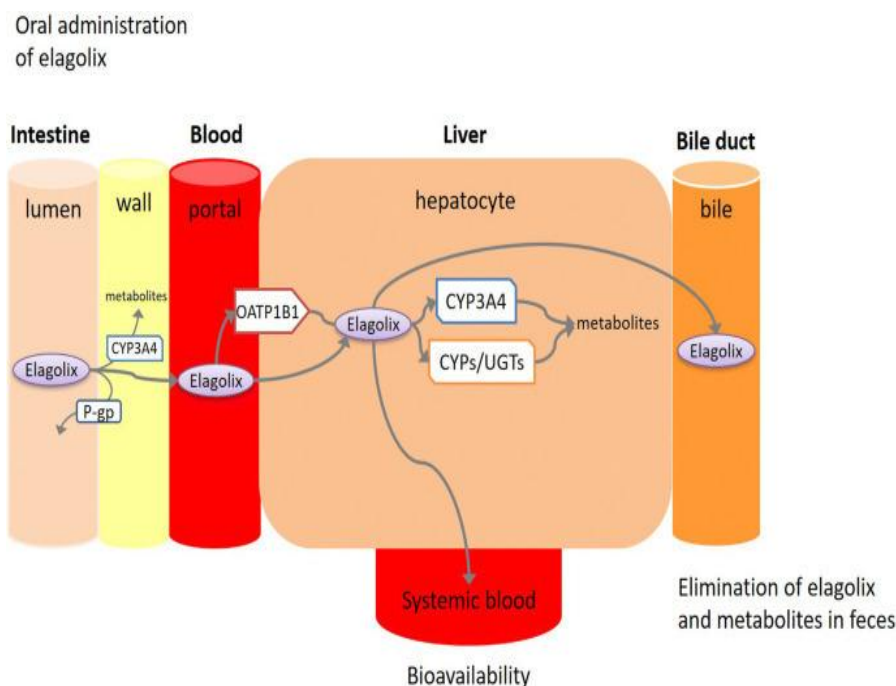 Oral administration
of elagolix
Intestine
Blood
Liver
Bile duct
lumen
wall
portal
hepatocyte
bile
metabolites
OATP1B1
CYP3A4
Elagolix
CYP3A4
metabolites
Elagolix
Elagolix
CYPs/UGTs
Elagolix
P-gp
Systemic blood
Elimination of elagolix
and metabolites in feces
Bioavailability